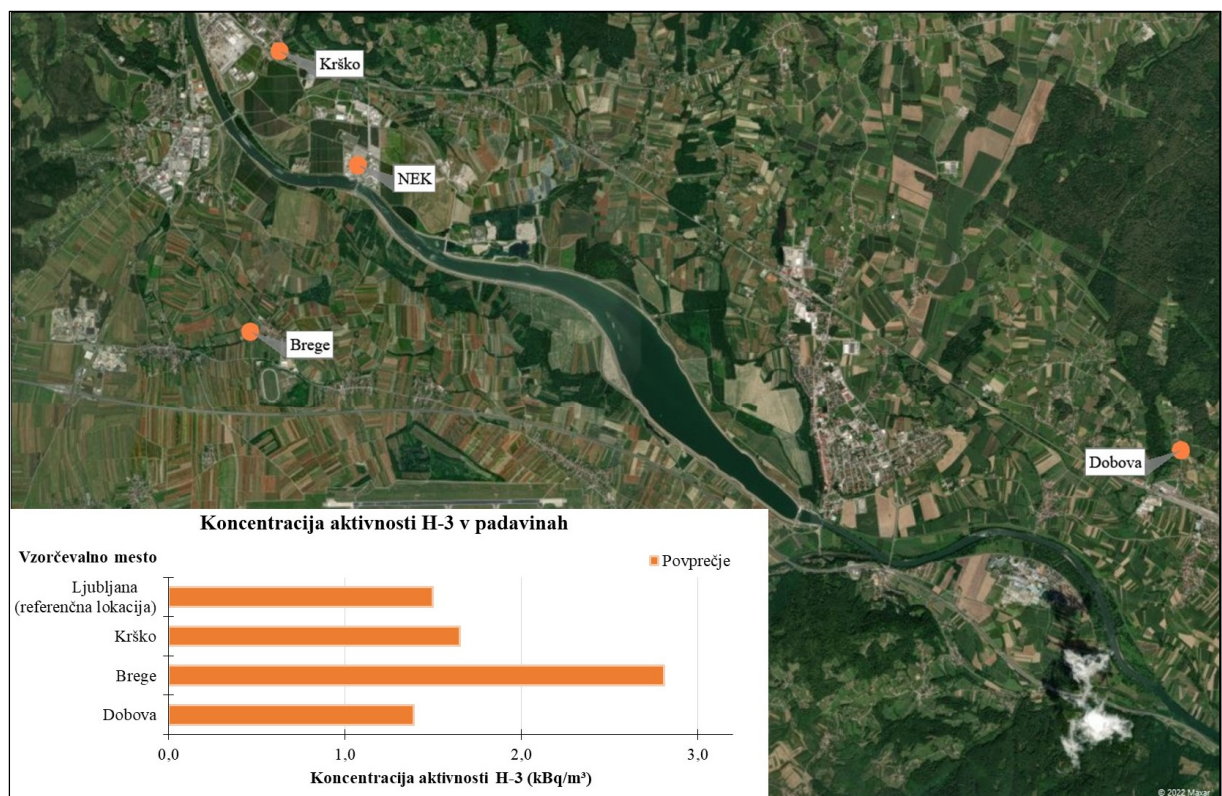 Krško
NEK
Brege
Dobova
Koncentracija aktivnosti H-3 v padavinah
Vzorčevalno mesto
Povprečje
Ljubljana
(referenčna lokacija)
Krško
Brege
Dobova
0,0
1,0
2,0
3,0
Koncentracija aktivnosti H-3 (kBq/m³)
© 2022 Maxar